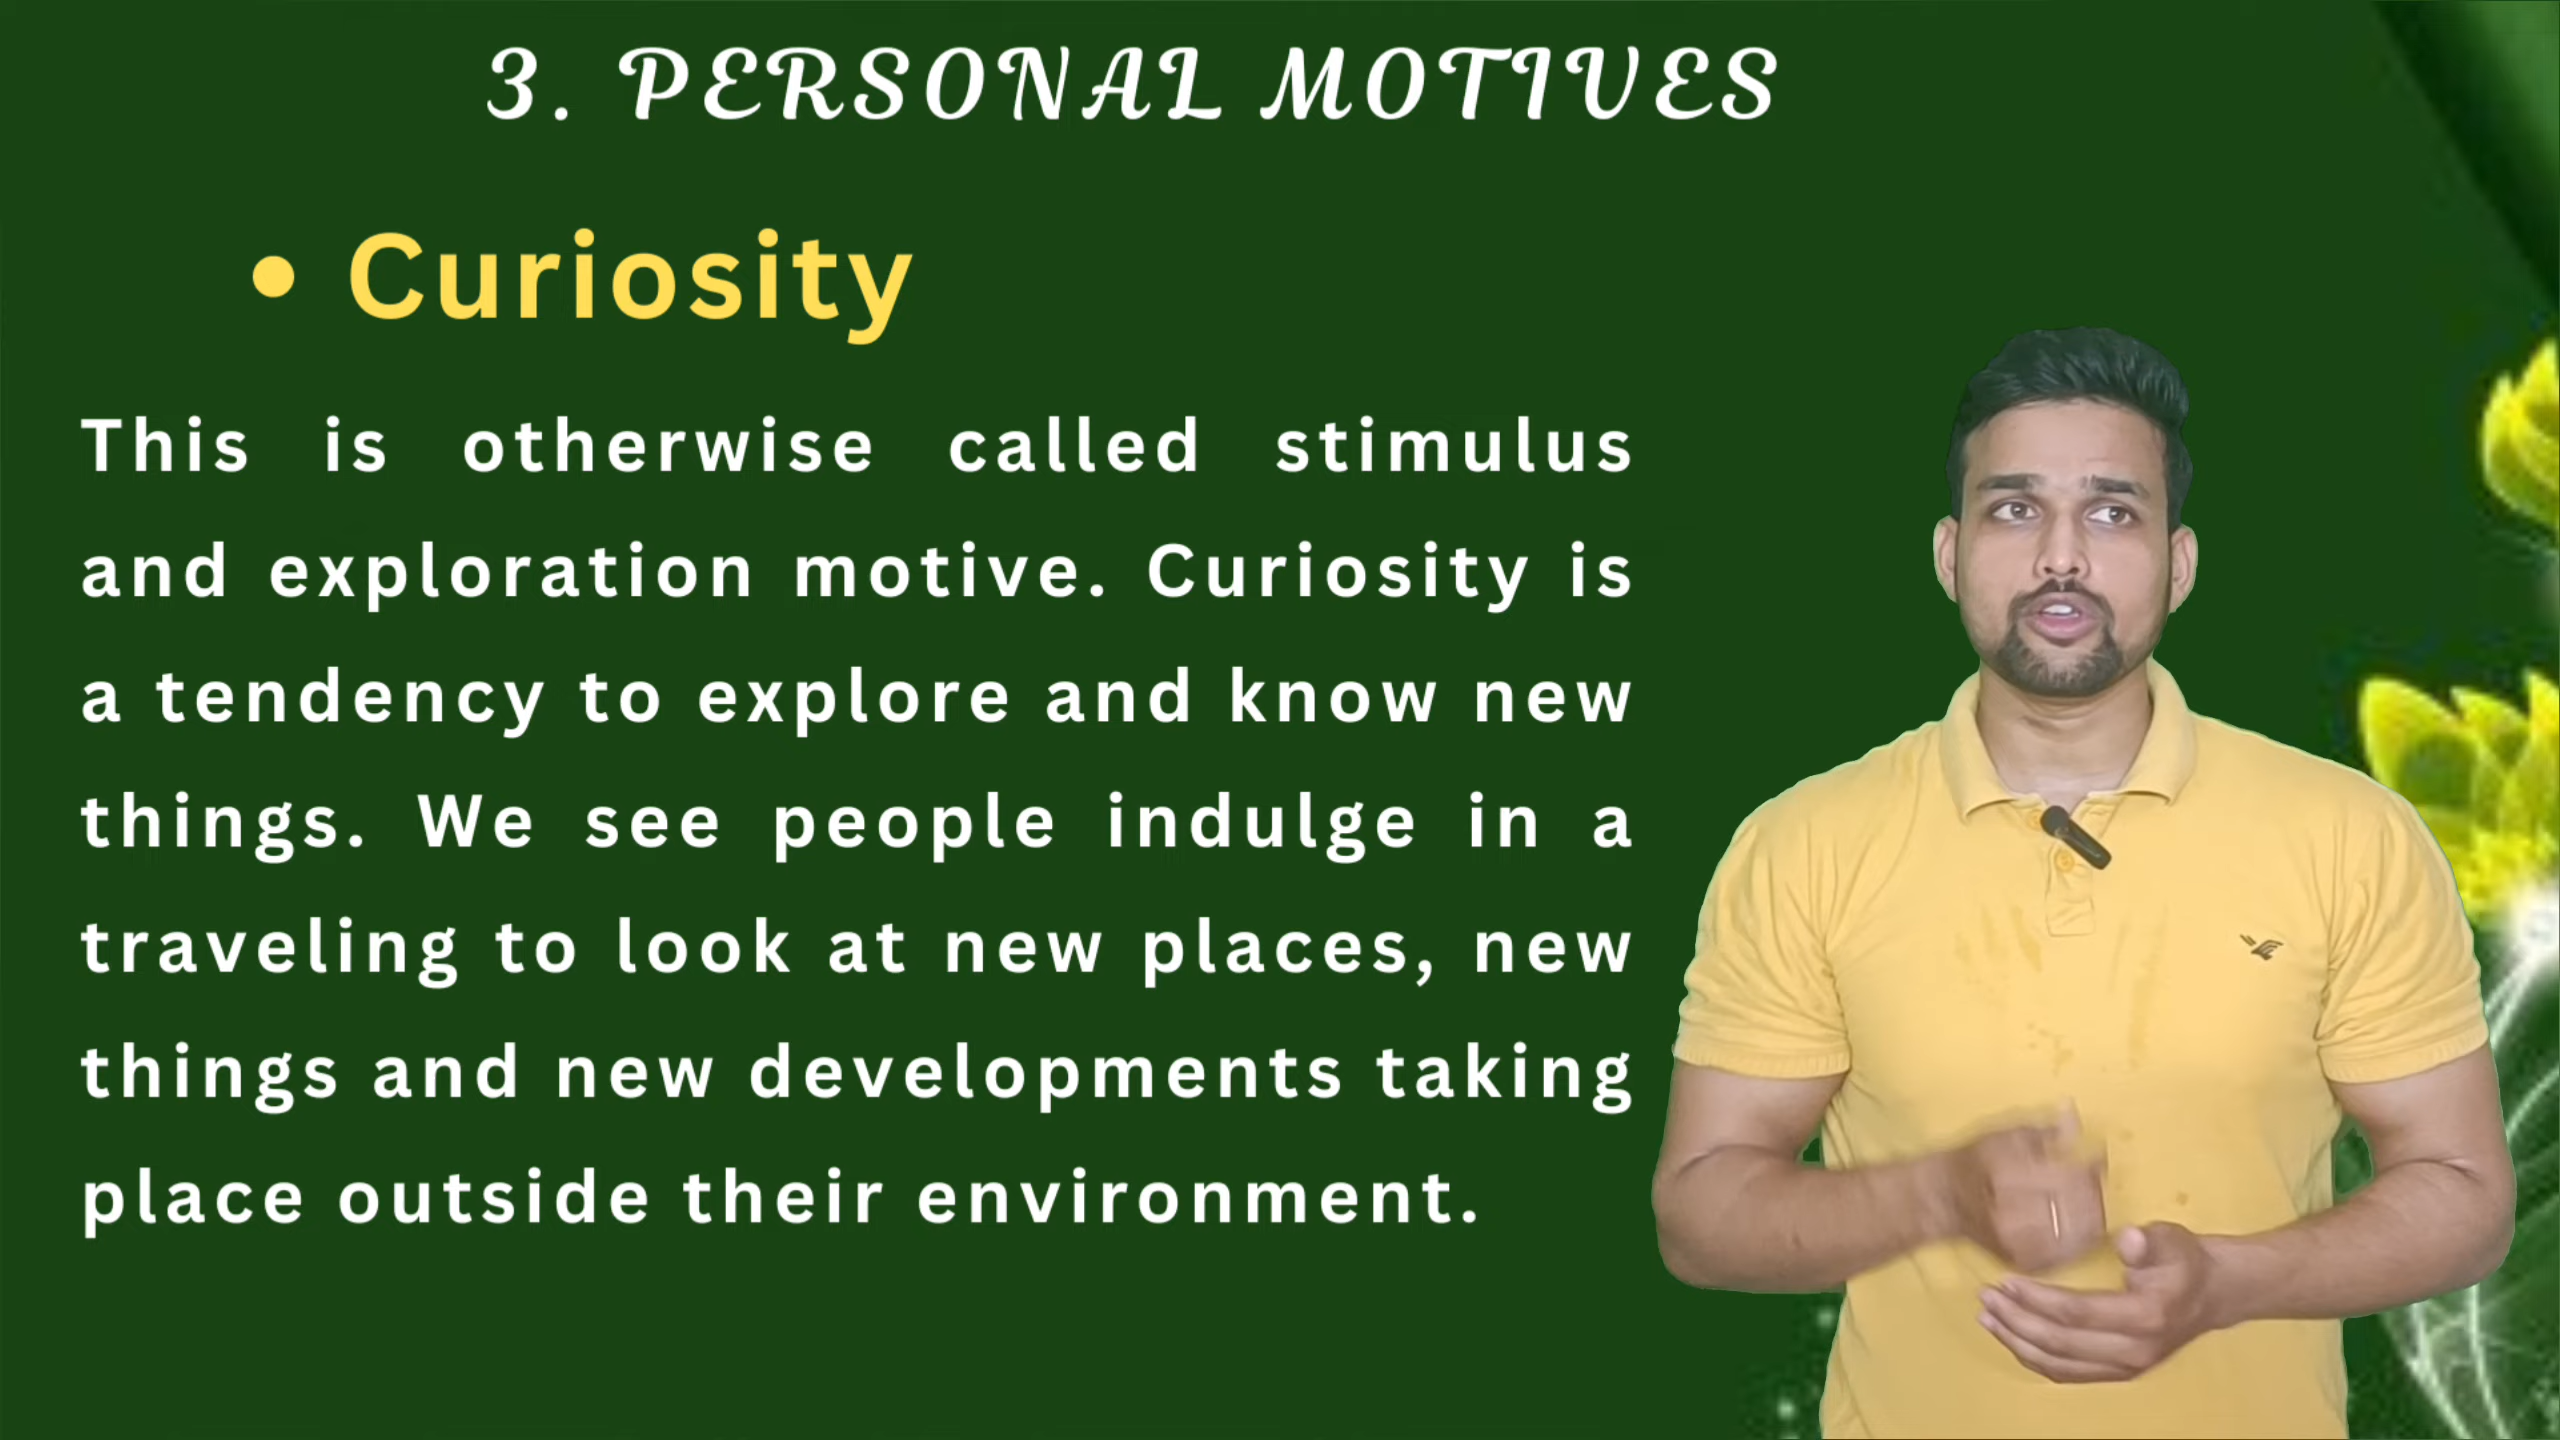 3. PERSONAL MOTIVES
• Curiosity
This is otherwise called stimulus
and exploration motive. Curiosity is
a tendency to explore and know new
things. We see people indulge in a
traveling to look at new places, new
things and new developments taking
place outside their environment.